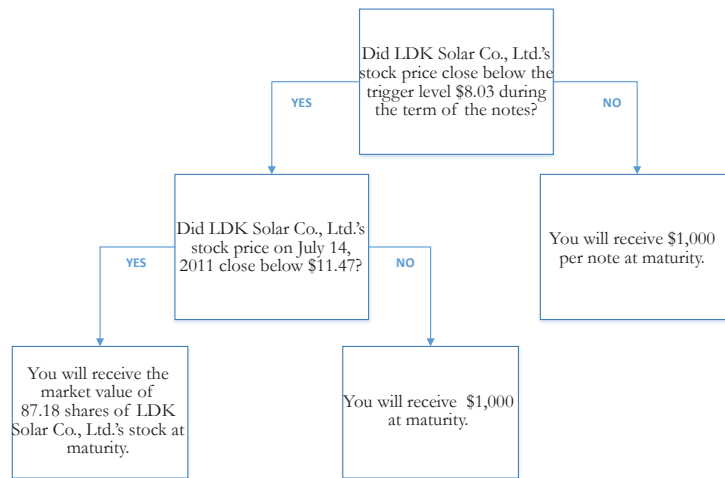 Did LDK Solar Co., Ltd.'s
stock price close below the
trigger level $8.03 during
the term of the notes?
YES
NO
Did LDK Solar Co., Ltd.'s
stock price on July 14,
2011 close below $11.47?
You will receive $1,000
per note at maturity.
YES
NO
You will receive the
market value of
87.18 shares of LDK
Solar Co., Ltd.'s stock at
maturity.
You will receive $1,000
at maturity.